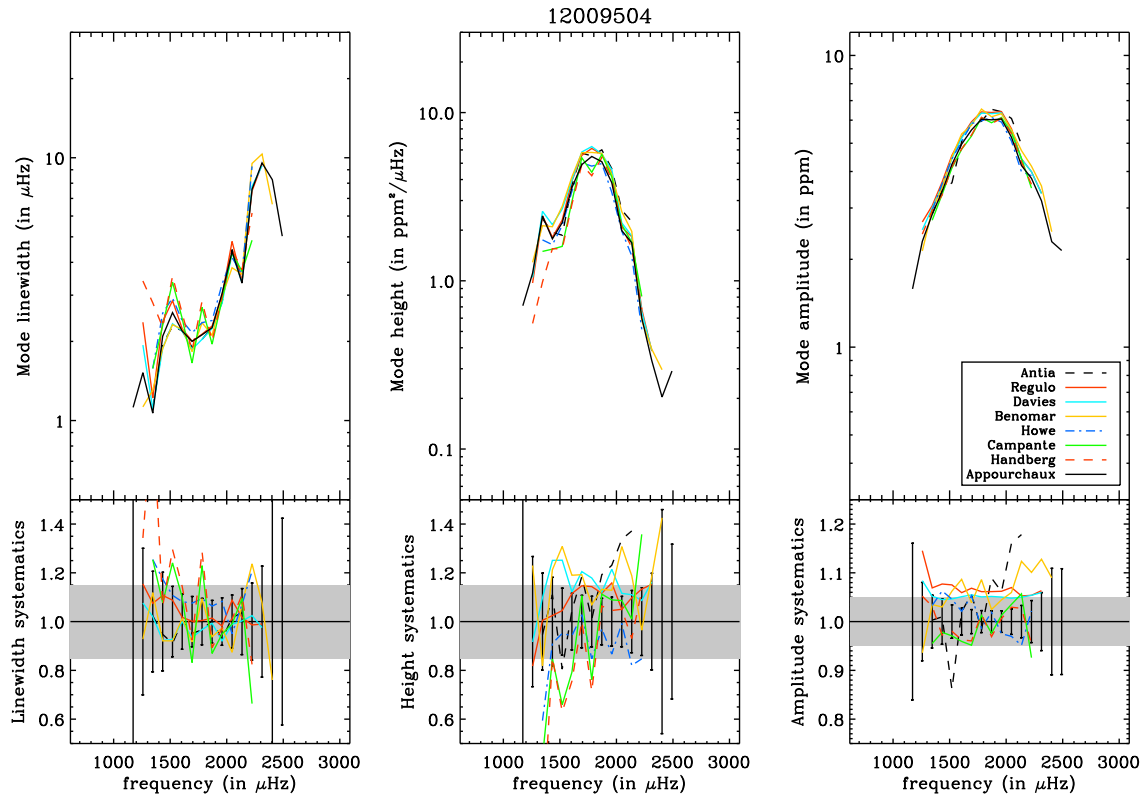 12009504
Mode linewidth (in μHz)
10
1
Mode height (in ppm²/μHz)
10.0
1.0
0.1
Mode amplitude (in ppm)
10
1
Antia
Regulo
Davies
Benomar
Howe
Campante
Handberg
Appourchaux
Linewidth systematics
1.4
1.2
1.0
0.8
0.6
1000 1500 2000 2500 3000
frequency (in μHz)
Height systematics
1.4
1.2
1.0
0.8
0.6
1000 1500 2000 2500 3000
frequency (in μHz)
Amplitude systematics
1.2
1.1
1.0
0.9
0.8
1000 1500 2000 2500 3000
frequency (in μHz)